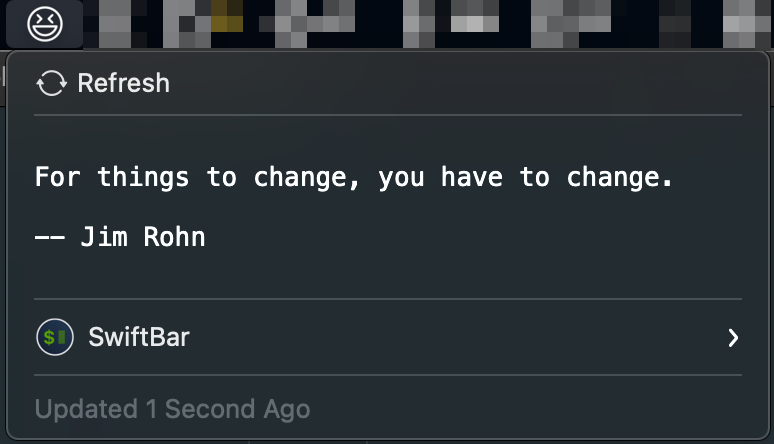 Refresh
For things to change, you have to change.
-- Jim Rohn
$
SwiftBar
Updated 1 Second Ago